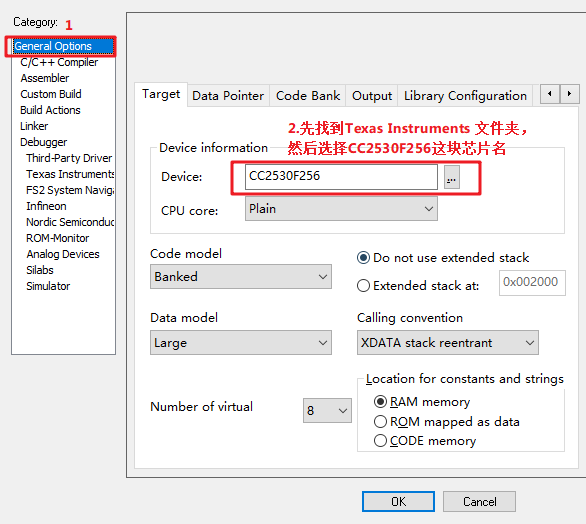 Category:
1
General Options
C/C++ Compiler
Assembler
Custom Build
Build Actions
Linker
Debugger
Third-Party Driver
Texas Instruments
FS2 System Naviga
Infineon
Nordic Semiconduc
ROM-Monitor
Analog Devices
Silabs
Simulator
Target
Data Pointer
Code Bank
Output
Library Configuration
2.先找到Texas Instruments 文件夹，
然后选择CC2530F256这块芯片名
Device information
Device:
CC2530F256
...
CPU core:
Plain
Code model
Banked
Do not use extended stack
Extended stack at:
0x002000
Data model
Large
Calling convention
XDATA stack reentrant
Number of virtual
8
Location for constants and strings
RAM memory
ROM mapped as data
CODE memory
OK
Cancel